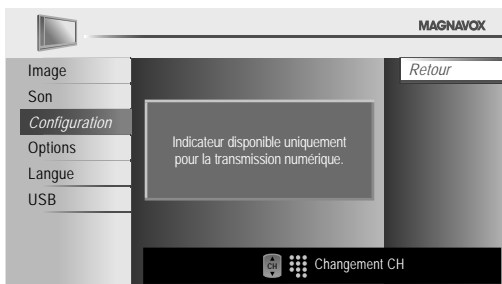 MAGNAVOX
Image
Son
Configuration
Options
Langue
USB
Retour
Indicateur disponible uniquement
pour la transmission numérique.
CH
Changement CH